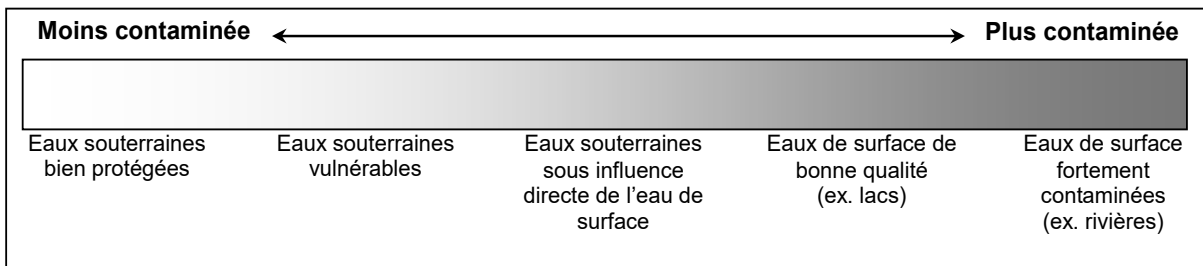 Moins contaminée
Plus contaminée
Eaux souterraines
bien protégées
Eaux souterraines
vulnérables
Eaux souterraines
sous influence
directe de l'eau de
surface
Eaux de surface de
bonne qualité
(ex. lacs)
Eaux de surface
fortement
contaminées
(ex. rivières)